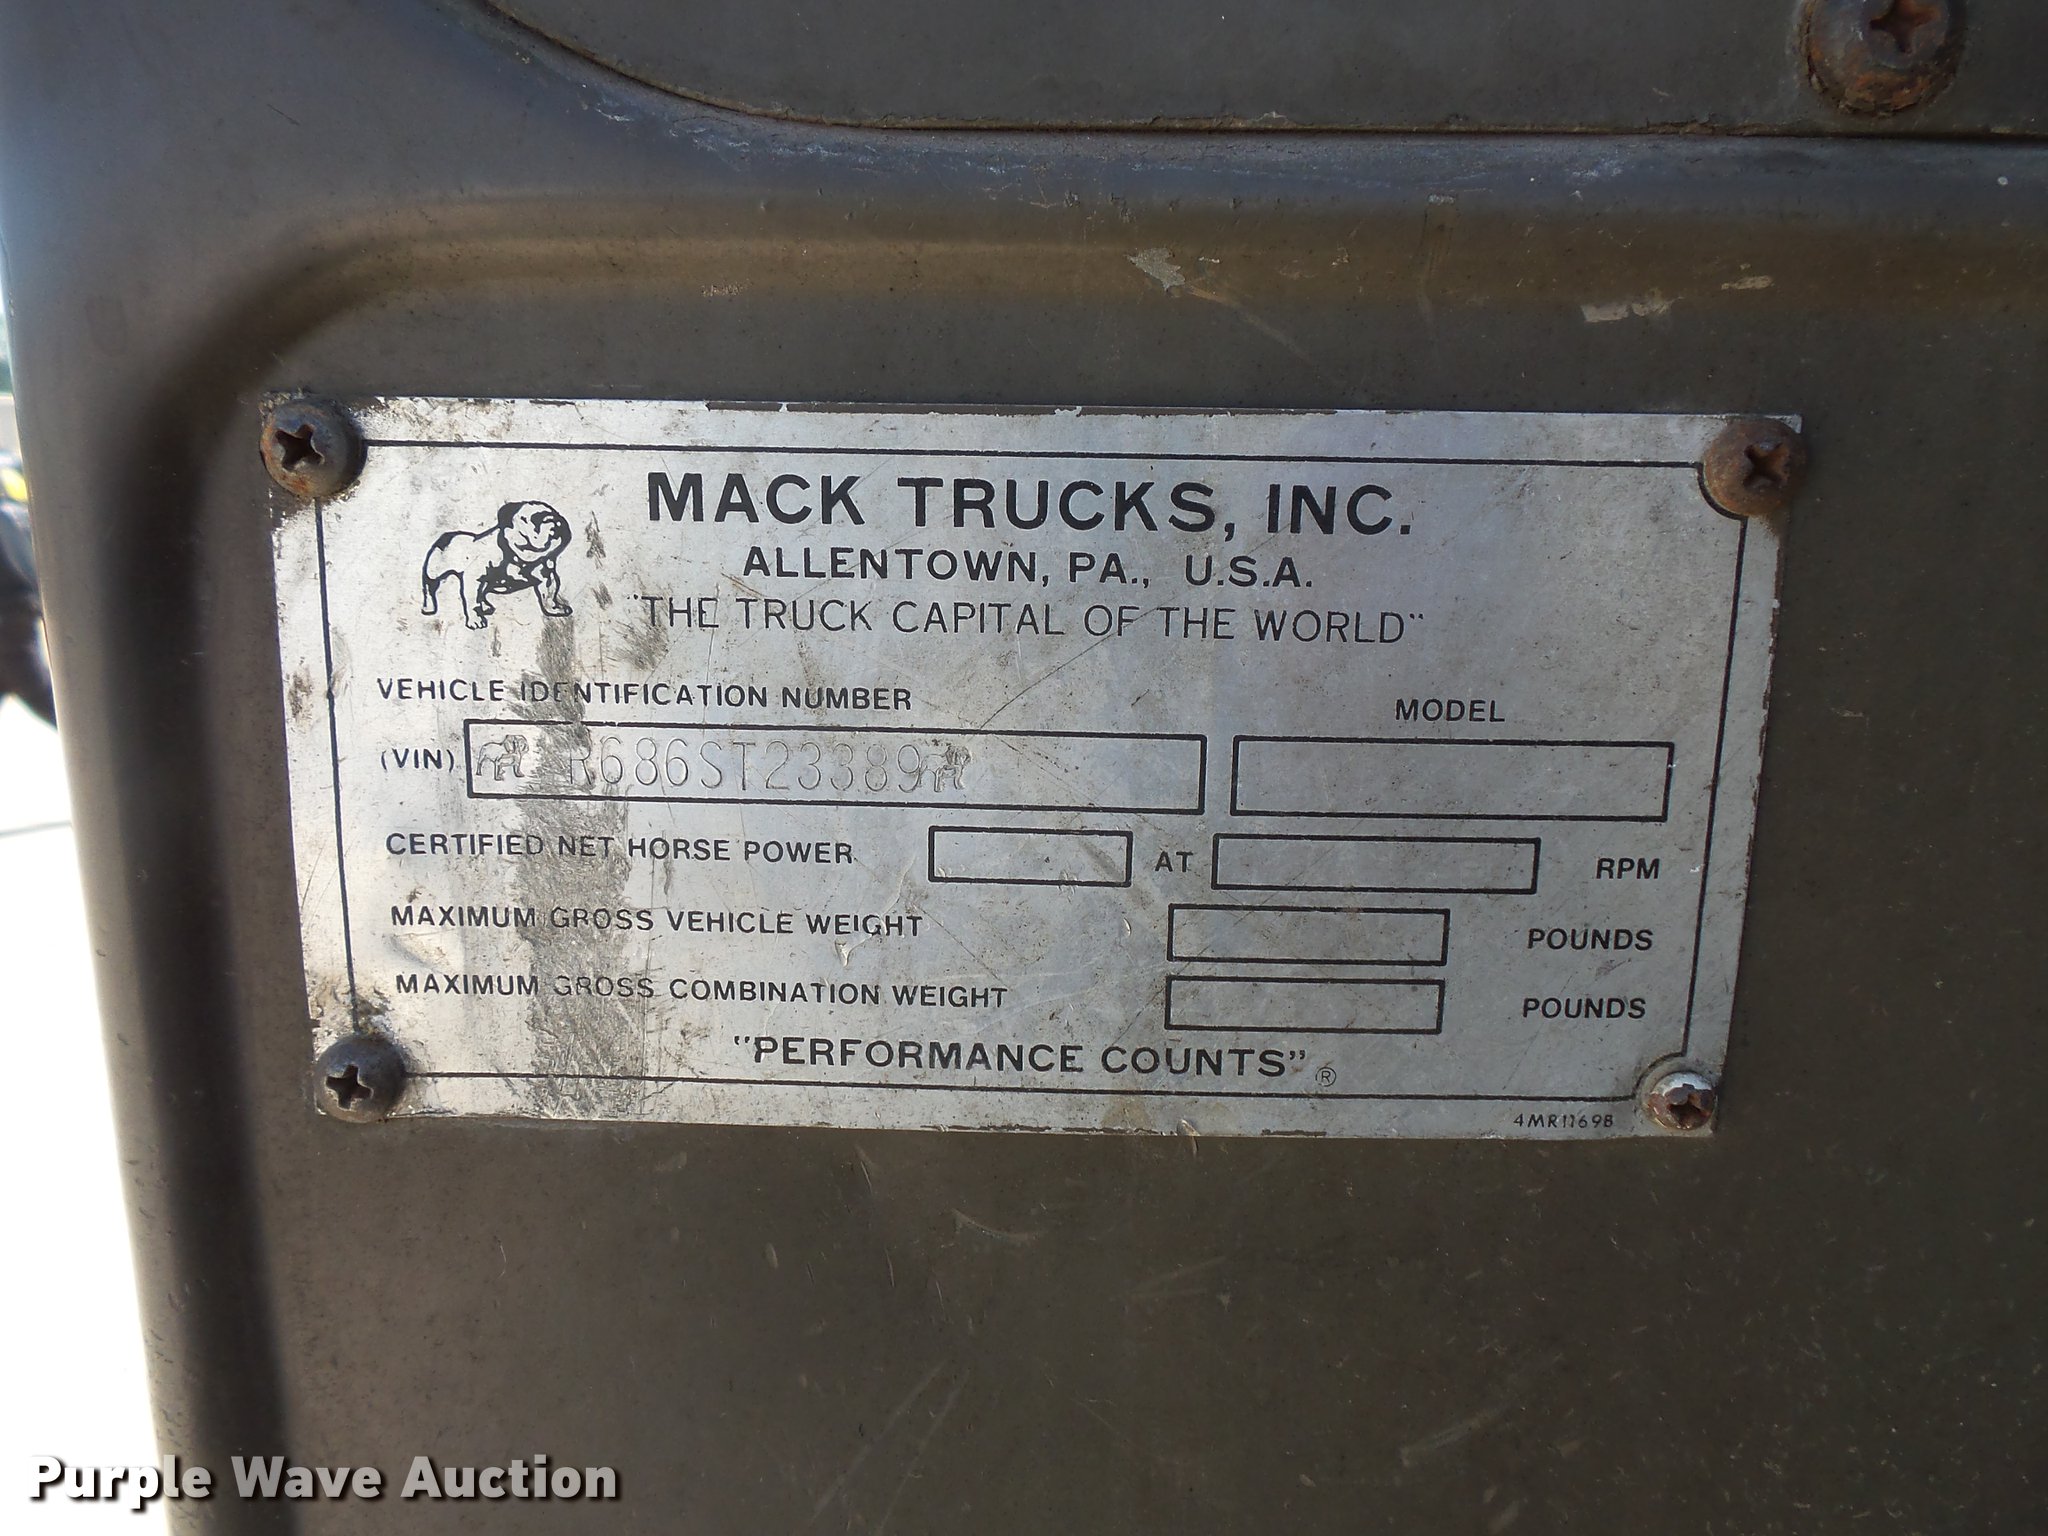 MACK TRUCKS, INC.
ALLENTOWN, PA., U.S.A.
"THE TRUCK CAPITAL OF THE WORLD"
VEHICLE IDENTIFICATION NUMBER MODEL
(VIN) R686ST23389
CERTIFIED NET HORSE POWER AT RPM
MAXIMUM GROSS VEHICLE WEIGHT POUNDS
MAXIMUM GROSS COMBINATION WEIGHT POUNDS
"PERFORMANCE COUNTS" ®
4MR1169B
Purple Wave Auction